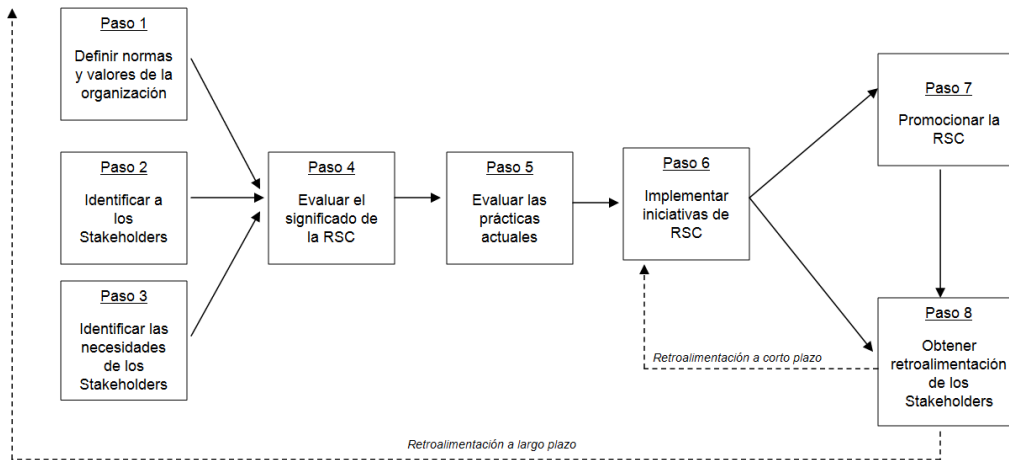 Paso 1
Definir normas
y valores de la
organización
Paso 2
Identificar a
los
Stakeholders
Paso 3
Identificar las
necesidades
de los
Stakeholders
Paso 4
Evaluar el
significado de
la RSC
Paso 5
Evaluar las
prácticas
actuales
Paso 6
Implementar
iniciativas de
RSC
Paso 7
Promocionar la
RSC
Paso 8
Obtener
retroalimentación
de los
Stakeholders
Retroalimentación a corto plazo
Retroalimentación a largo plazo